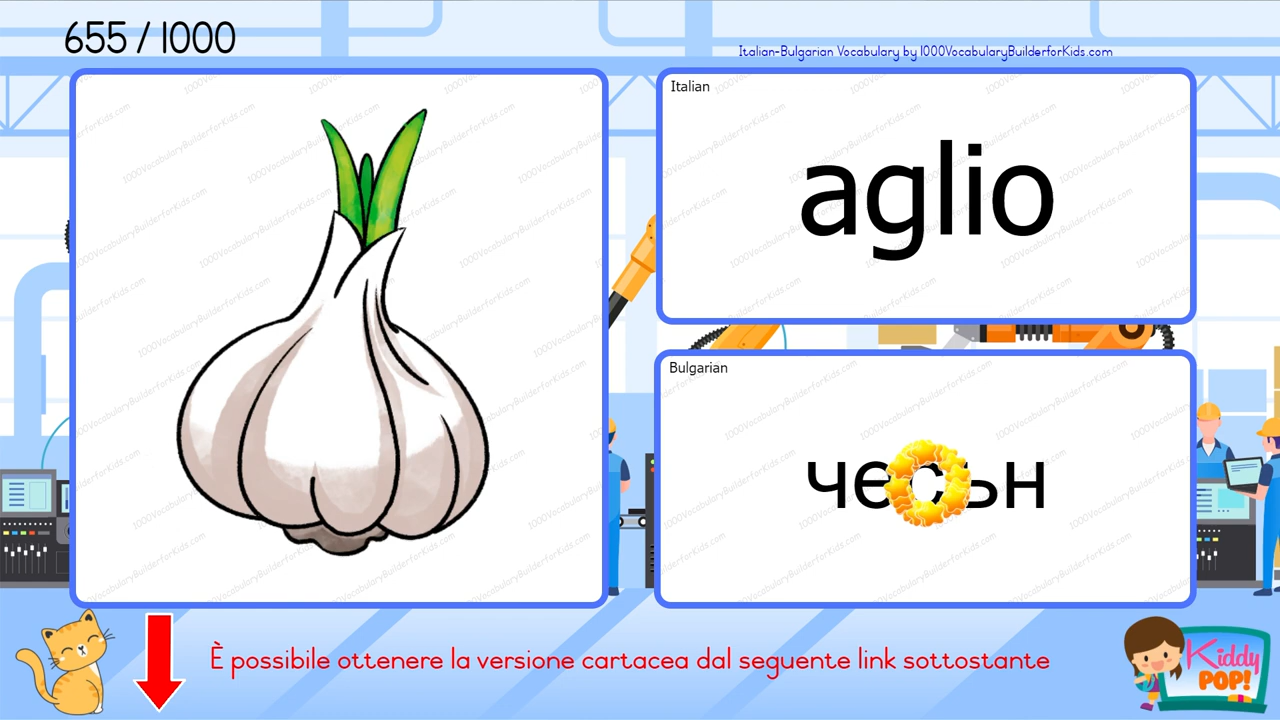 655 / 1000
Italian-Bulgarian Vocabulary by 1000VocabularyBuilderforKids.com
Italian
aglio
Bulgarian
чесън
È possibile ottenere la versione cartacea dal seguente link sottostante
Kiddy
POP!